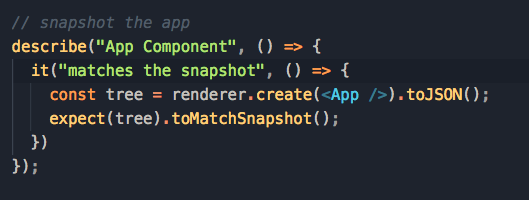 // snapshot the app
describe("App Component", () => {
  it("matches the snapshot", () => {
    const tree = renderer.create(<App />).toJSON();
    expect(tree).toMatchSnapshot();
  })
});